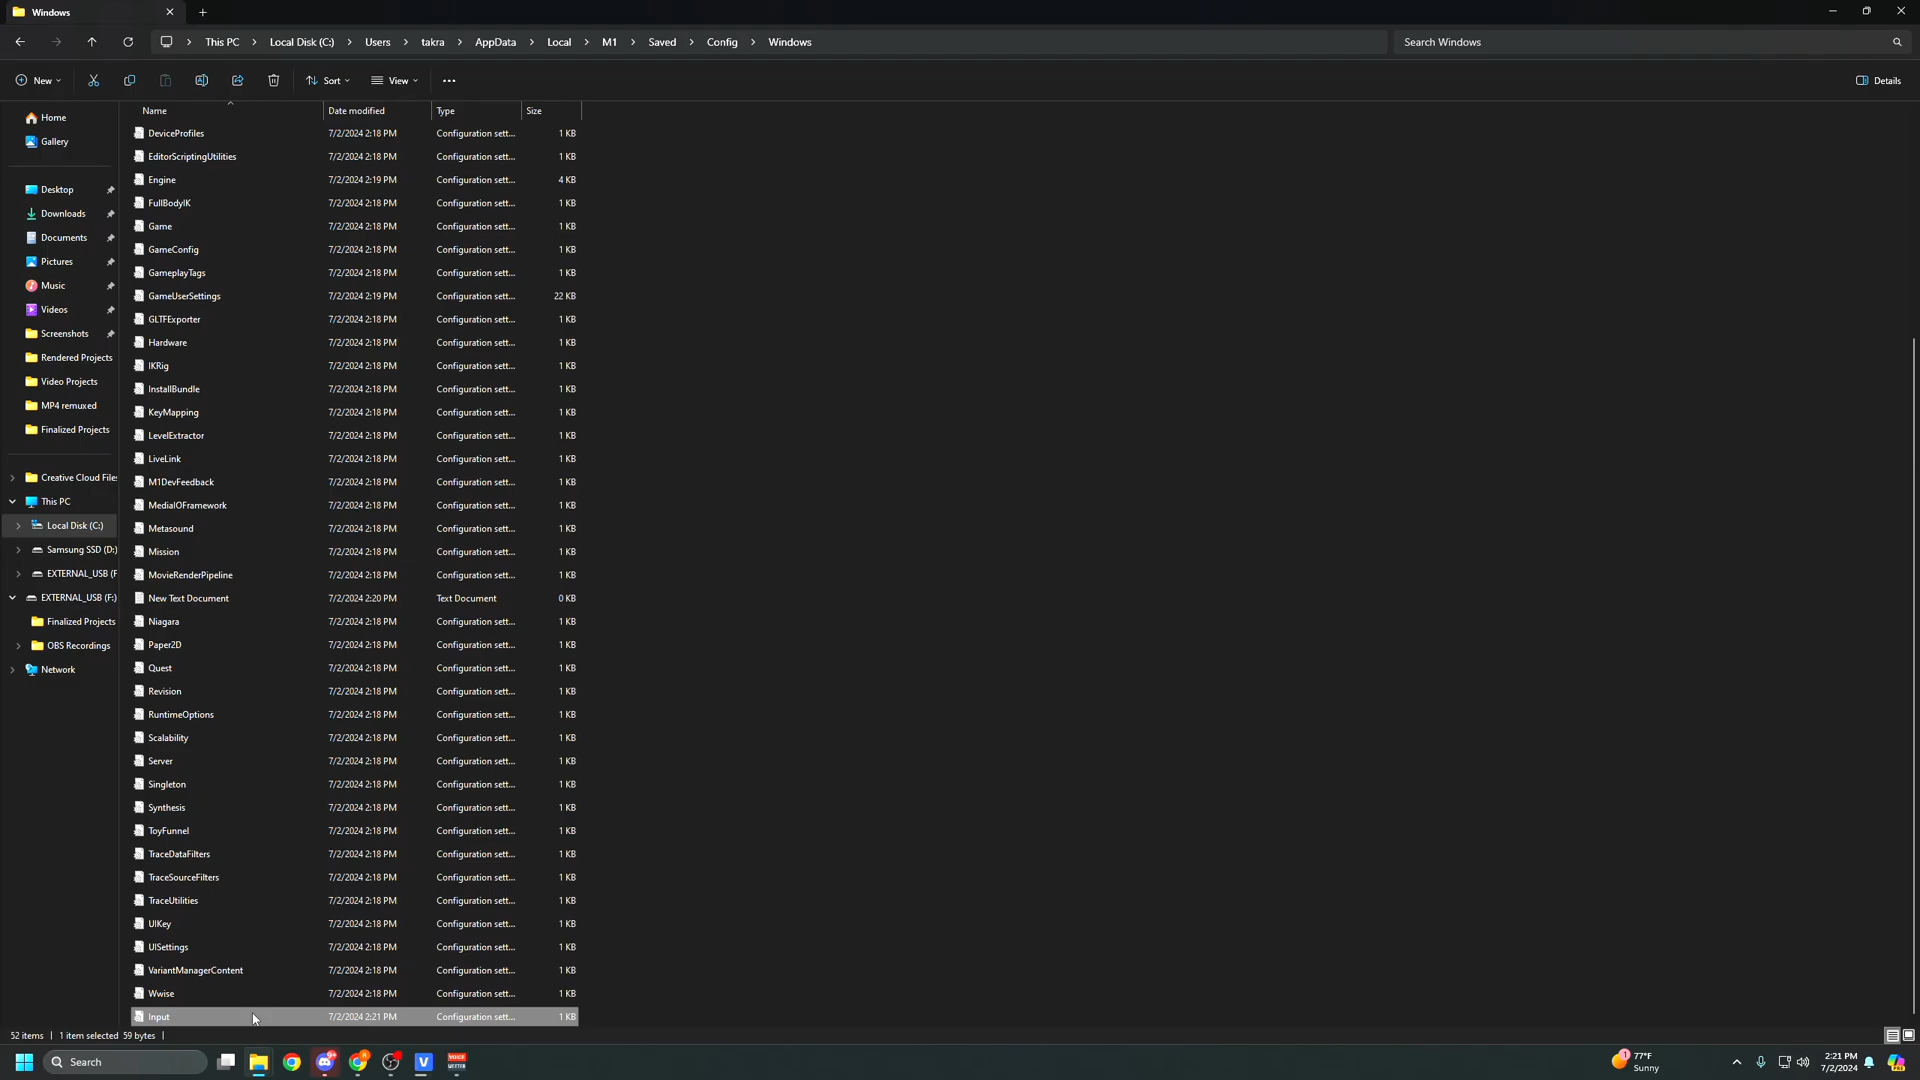 Windows
This PC > Local Disk (C:) > Users > takra > AppData > Local > M1 > Saved > Config > Windows
Search Windows
New
Sort
View
Details
Name Date modified Type Size
Home
Gallery
Desktop
Downloads
Documents
Pictures
Music
Videos
Screenshots
Rendered Projects
Video Projects
MP4 remuxed
Finalized Projects
Creative Cloud Files
This PC
Local Disk (C:)
Samsung SSD (D:)
EXTERNAL_USB (F
EXTERNAL_USB (F:)
Finalized Projects
OBS Recordings
Network
DeviceProfiles 7/2/2024 2:18 PM Configuration sett... 1 KB
EditorScriptingUtilities 7/2/2024 2:18 PM Configuration sett... 1 KB
Engine 7/2/2024 2:19 PM Configuration sett... 4 KB
FullBodyIK 7/2/2024 2:18 PM Configuration sett... 1 KB
Game 7/2/2024 2:18 PM Configuration sett... 1 KB
GameConfig 7/2/2024 2:18 PM Configuration sett... 1 KB
GameplayTags 7/2/2024 2:18 PM Configuration sett... 1 KB
GameUserSettings 7/2/2024 2:19 PM Configuration sett... 22 KB
GLTFExporter 7/2/2024 2:18 PM Configuration sett... 1 KB
Hardware 7/2/2024 2:18 PM Configuration sett... 1 KB
IKRig 7/2/2024 2:18 PM Configuration sett... 1 KB
InstallBundle 7/2/2024 2:18 PM Configuration sett... 1 KB
KeyMapping 7/2/2024 2:18 PM Configuration sett... 1 KB
LevelExtractor 7/2/2024 2:18 PM Configuration sett... 1 KB
LiveLink 7/2/2024 2:18 PM Configuration sett... 1 KB
M1DevFeedback 7/2/2024 2:18 PM Configuration sett... 1 KB
MediaIOFramework 7/2/2024 2:18 PM Configuration sett... 1 KB
Metasound 7/2/2024 2:18 PM Configuration sett... 1 KB
Mission 7/2/2024 2:18 PM Configuration sett... 1 KB
MovieRenderPipeline 7/2/2024 2:18 PM Configuration sett... 1 KB
New Text Document 7/2/2024 2:20 PM Text Document 0 KB
Niagara 7/2/2024 2:18 PM Configuration sett... 1 KB
Paper2D 7/2/2024 2:18 PM Configuration sett... 1 KB
Quest 7/2/2024 2:18 PM Configuration sett... 1 KB
Revision 7/2/2024 2:18 PM Configuration sett... 1 KB
RuntimeOptions 7/2/2024 2:18 PM Configuration sett... 1 KB
Scalability 7/2/2024 2:18 PM Configuration sett... 1 KB
Server 7/2/2024 2:18 PM Configuration sett... 1 KB
Singleton 7/2/2024 2:18 PM Configuration sett... 1 KB
Synthesis 7/2/2024 2:18 PM Configuration sett... 1 KB
ToyFunnel 7/2/2024 2:18 PM Configuration sett... 1 KB
TraceDataFilters 7/2/2024 2:18 PM Configuration sett... 1 KB
TraceSourceFilters 7/2/2024 2:18 PM Configuration sett... 1 KB
TraceUtilities 7/2/2024 2:18 PM Configuration sett... 1 KB
UIKey 7/2/2024 2:18 PM Configuration sett... 1 KB
UISettings 7/2/2024 2:18 PM Configuration sett... 1 KB
VariantManagerContent 7/2/2024 2:18 PM Configuration sett... 1 KB
Wwise 7/2/2024 2:18 PM Configuration sett... 1 KB
Input 7/2/2024 2:21 PM Configuration sett... 1 KB
52 items | 1 item selected 59 bytes |
Search
77°F
Sunny
2:21 PM
7/2/2024